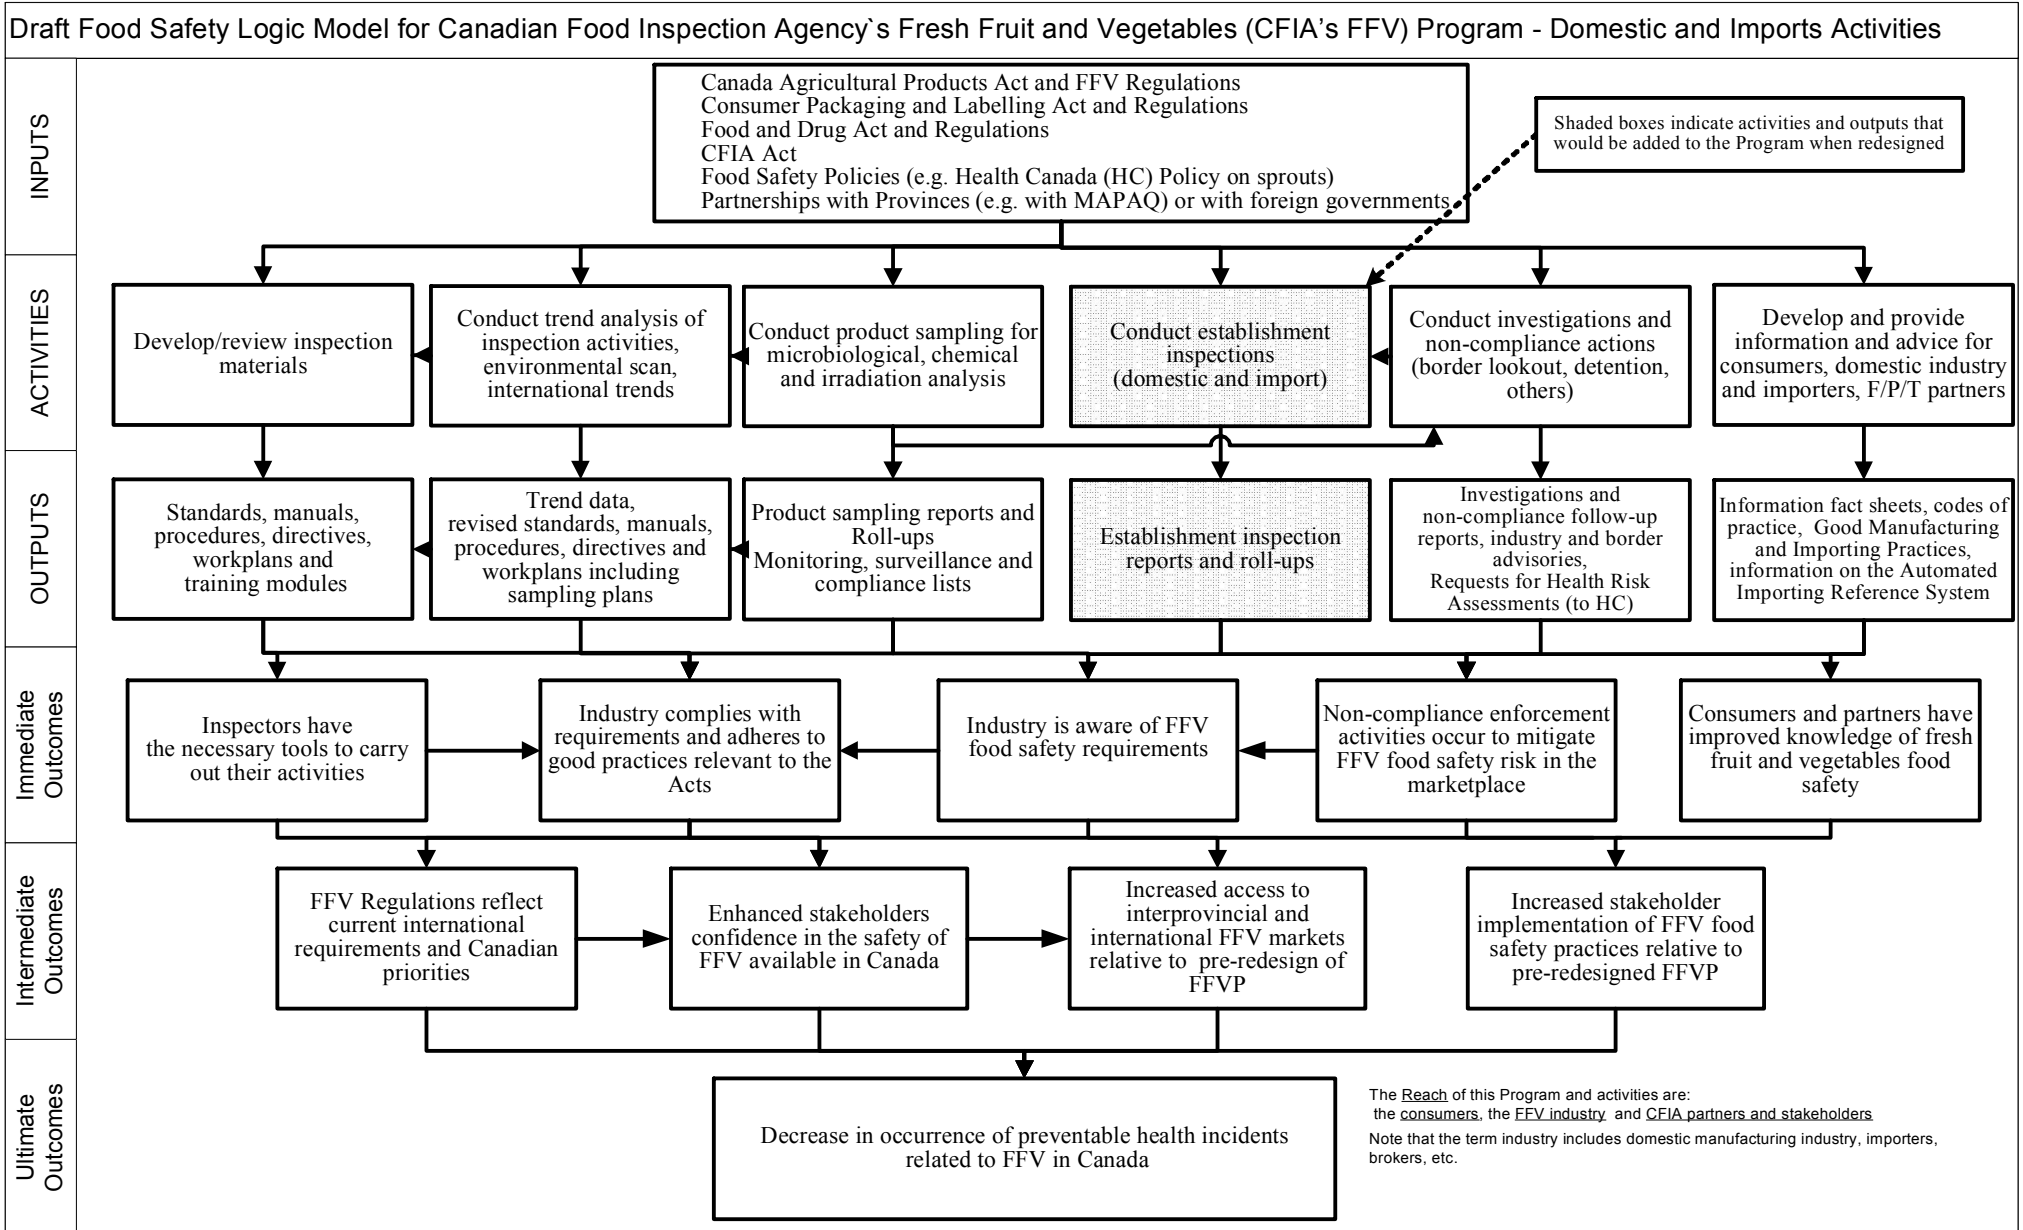 Draft Food Safety Logic Model for Canadian Food Inspection Agency`s Fresh Fruit and Vegetables (CFIA's FFV) Program - Domestic and Imports Activities
INPUTS
Canada Agricultural Products Act and FFV Regulations
Consumer Packaging and Labelling Act and Regulations
Food and Drug Act and Regulations
CFIA Act
Food Safety Policies (e.g. Health Canada (HC) Policy on sprouts)
Partnerships with Provinces (e.g. with MAPAQ) or with foreign governments
Shaded boxes indicate activities and outputs that
would be added to the Program when redesigned
ACTIVITIES
Develop/review inspection
materials
Conduct trend analysis of
inspection activities,
environmental scan,
international trends
Conduct product sampling for
microbiological, chemical
and irradiation analysis
Conduct establishment
inspections
(domestic and import)
Conduct investigations and
non-compliance actions
(border lookout, detention,
others)
Develop and provide
information and advice for
consumers, domestic industry
and importers, F/P/T partners
OUTPUTS
Standards, manuals,
procedures, directives,
workplans and
training modules
Trend data,
revised standards, manuals,
procedures, directives and
workplans including
sampling plans
Product sampling reports and
Roll-ups
Monitoring, surveillance and
compliance lists
Establishment inspection
reports and roll-ups
Investigations and
non-compliance follow-up
reports, industry and border
advisories,
Requests for Health Risk
Assessments (to HC)
Information fact sheets, codes of
practice, Good Manufacturing
and Importing Practices,
information on the Automated
Importing Reference System
Immediate
Outcomes
Inspectors have
the necessary tools to carry
out their activities
Industry complies with
requirements and adheres to
good practices relevant to the
Acts
Industry is aware of FFV
food safety requirements
Non-compliance enforcement
activities occur to mitigate
FFV food safety risk in the
marketplace
Consumers and partners have
improved knowledge of fresh
fruit and vegetables food
safety
Intermediate
Outcomes
FFV Regulations reflect
current international
requirements and Canadian
priorities
Enhanced stakeholders
confidence in the safety of
FFV available in Canada
Increased access to
interprovincial and
international FFV markets
relative to pre-redesign of
FFVP
Increased stakeholder
implementation of FFV food
safety practices relative to
pre-redesigned FFVP
Ultimate
Outcomes
Decrease in occurrence of preventable health incidents
related to FFV in Canada
The Reach of this Program and activities are:
the consumers, the FFV industry and CFIA partners and stakeholders
Note that the term industry includes domestic manufacturing industry, importers,
brokers, etc.